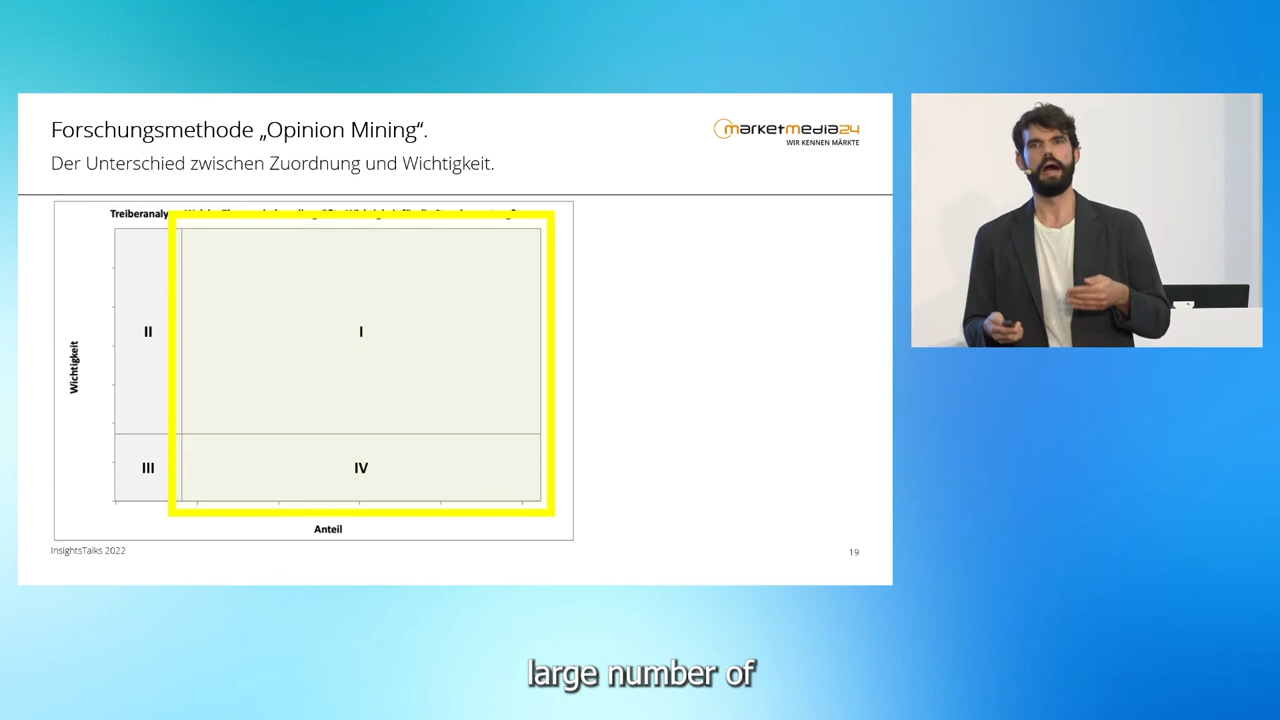 Forschungsmethode „Opinion Mining“.
Der Unterschied zwischen Zuordnung und Wichtigkeit.
marketmedia24
WIR KENNEN MÄRKTE
II
I
Wichtigkeit
III
IV
Anteil
InsightsTalks 2022
19
large number of